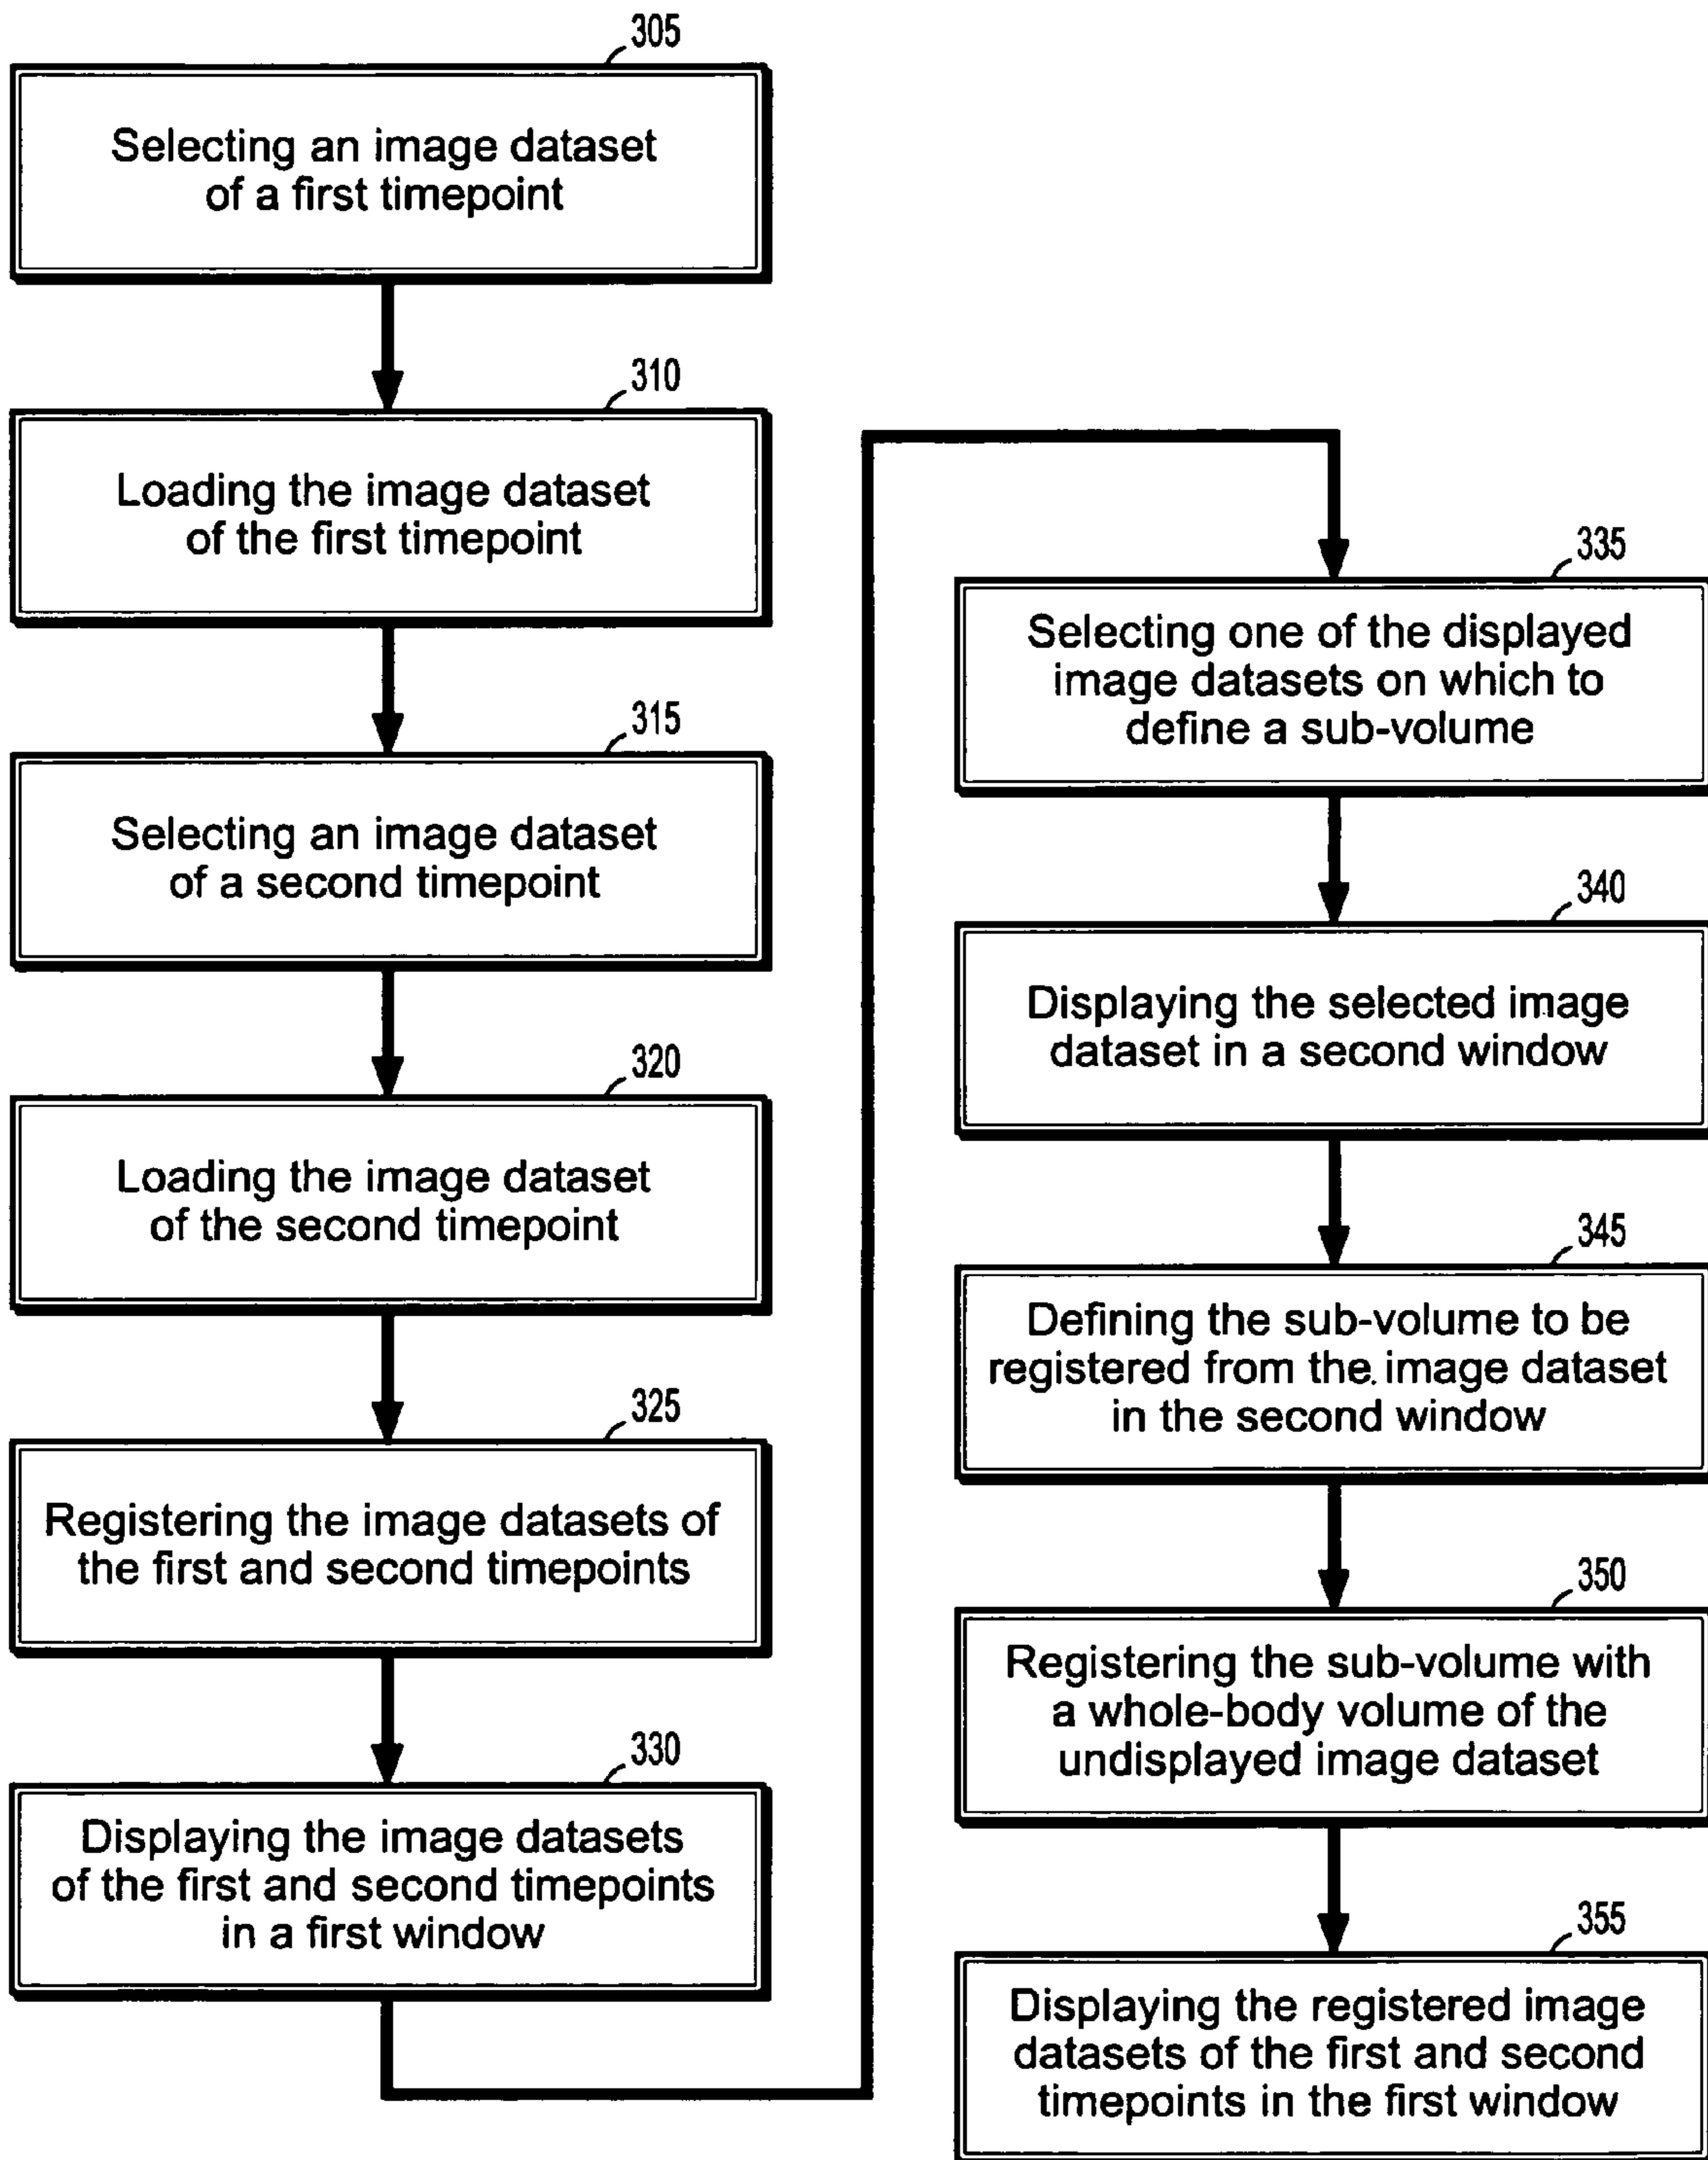 305
Selecting an image dataset
of a first timepoint
310
Loading the image dataset
of the first timepoint
315
Selecting an image dataset
of a second timepoint
320
Loading the image dataset
of the second timepoint
325
Registering the image datasets of
the first and second timepoints
330
Displaying the image datasets
of the first and second timepoints
in a first window
335
Selecting one of the displayed
image datasets on which to
define a sub-volume
340
Displaying the selected image
dataset in a second window
345
Defining the sub-volume to be
registered from the image dataset
in the second window
350
Registering the sub-volume with
a whole-body volume of the
undisplayed image dataset
355
Displaying the registered image
datasets of the first and second
timepoints in the first window